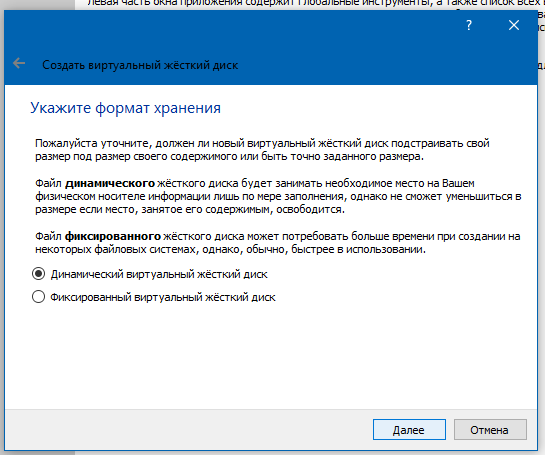 левая часть окна приложения содержит Глобальные инструменты, а также список всех
?
Создать виртуальный жёсткий диск
Укажите формат хранения
Пожалуйста уточните, должен ли новый виртуальный жёсткий диск подстраивать свой
размер под размер своего содержимого или быть точно заданного размера.
Файл динамического жёсткого диска будет занимать необходимое место на Вашем
физическом носителе информации лишь по мере заполнения, однако не сможет уменьшиться в
размере если место, занятое его содержимым, освободится.
Файл фиксированного жёсткого диска может потребовать больше времени при создании на
некоторых файловых системах, однако, обычно, быстрее в использовании.
Динамический виртуальный жёсткий диск
Фиксированный виртуальный жёсткий диск
Далее
Отмена